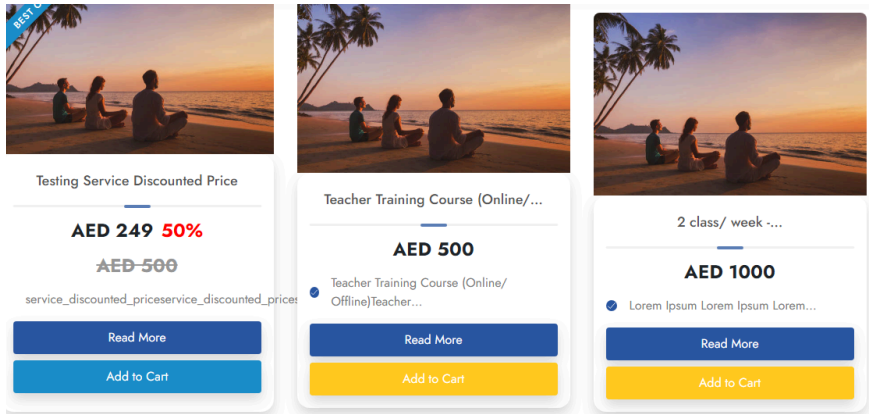 BEST
Testing Service Discounted Price
AED 249 50%
AED 500
service_discounted_priceservice_discounted_prices
Read More
Add to Cart
Teacher Training Course (Online/...
AED 500
Teacher Training Course (Online/
Offline)Teacher...
Read More
Add to Cart
2 class/ week -...
AED 1000
Lorem Ipsum Lorem Ipsum Lorem...
Read More
Add to Cart